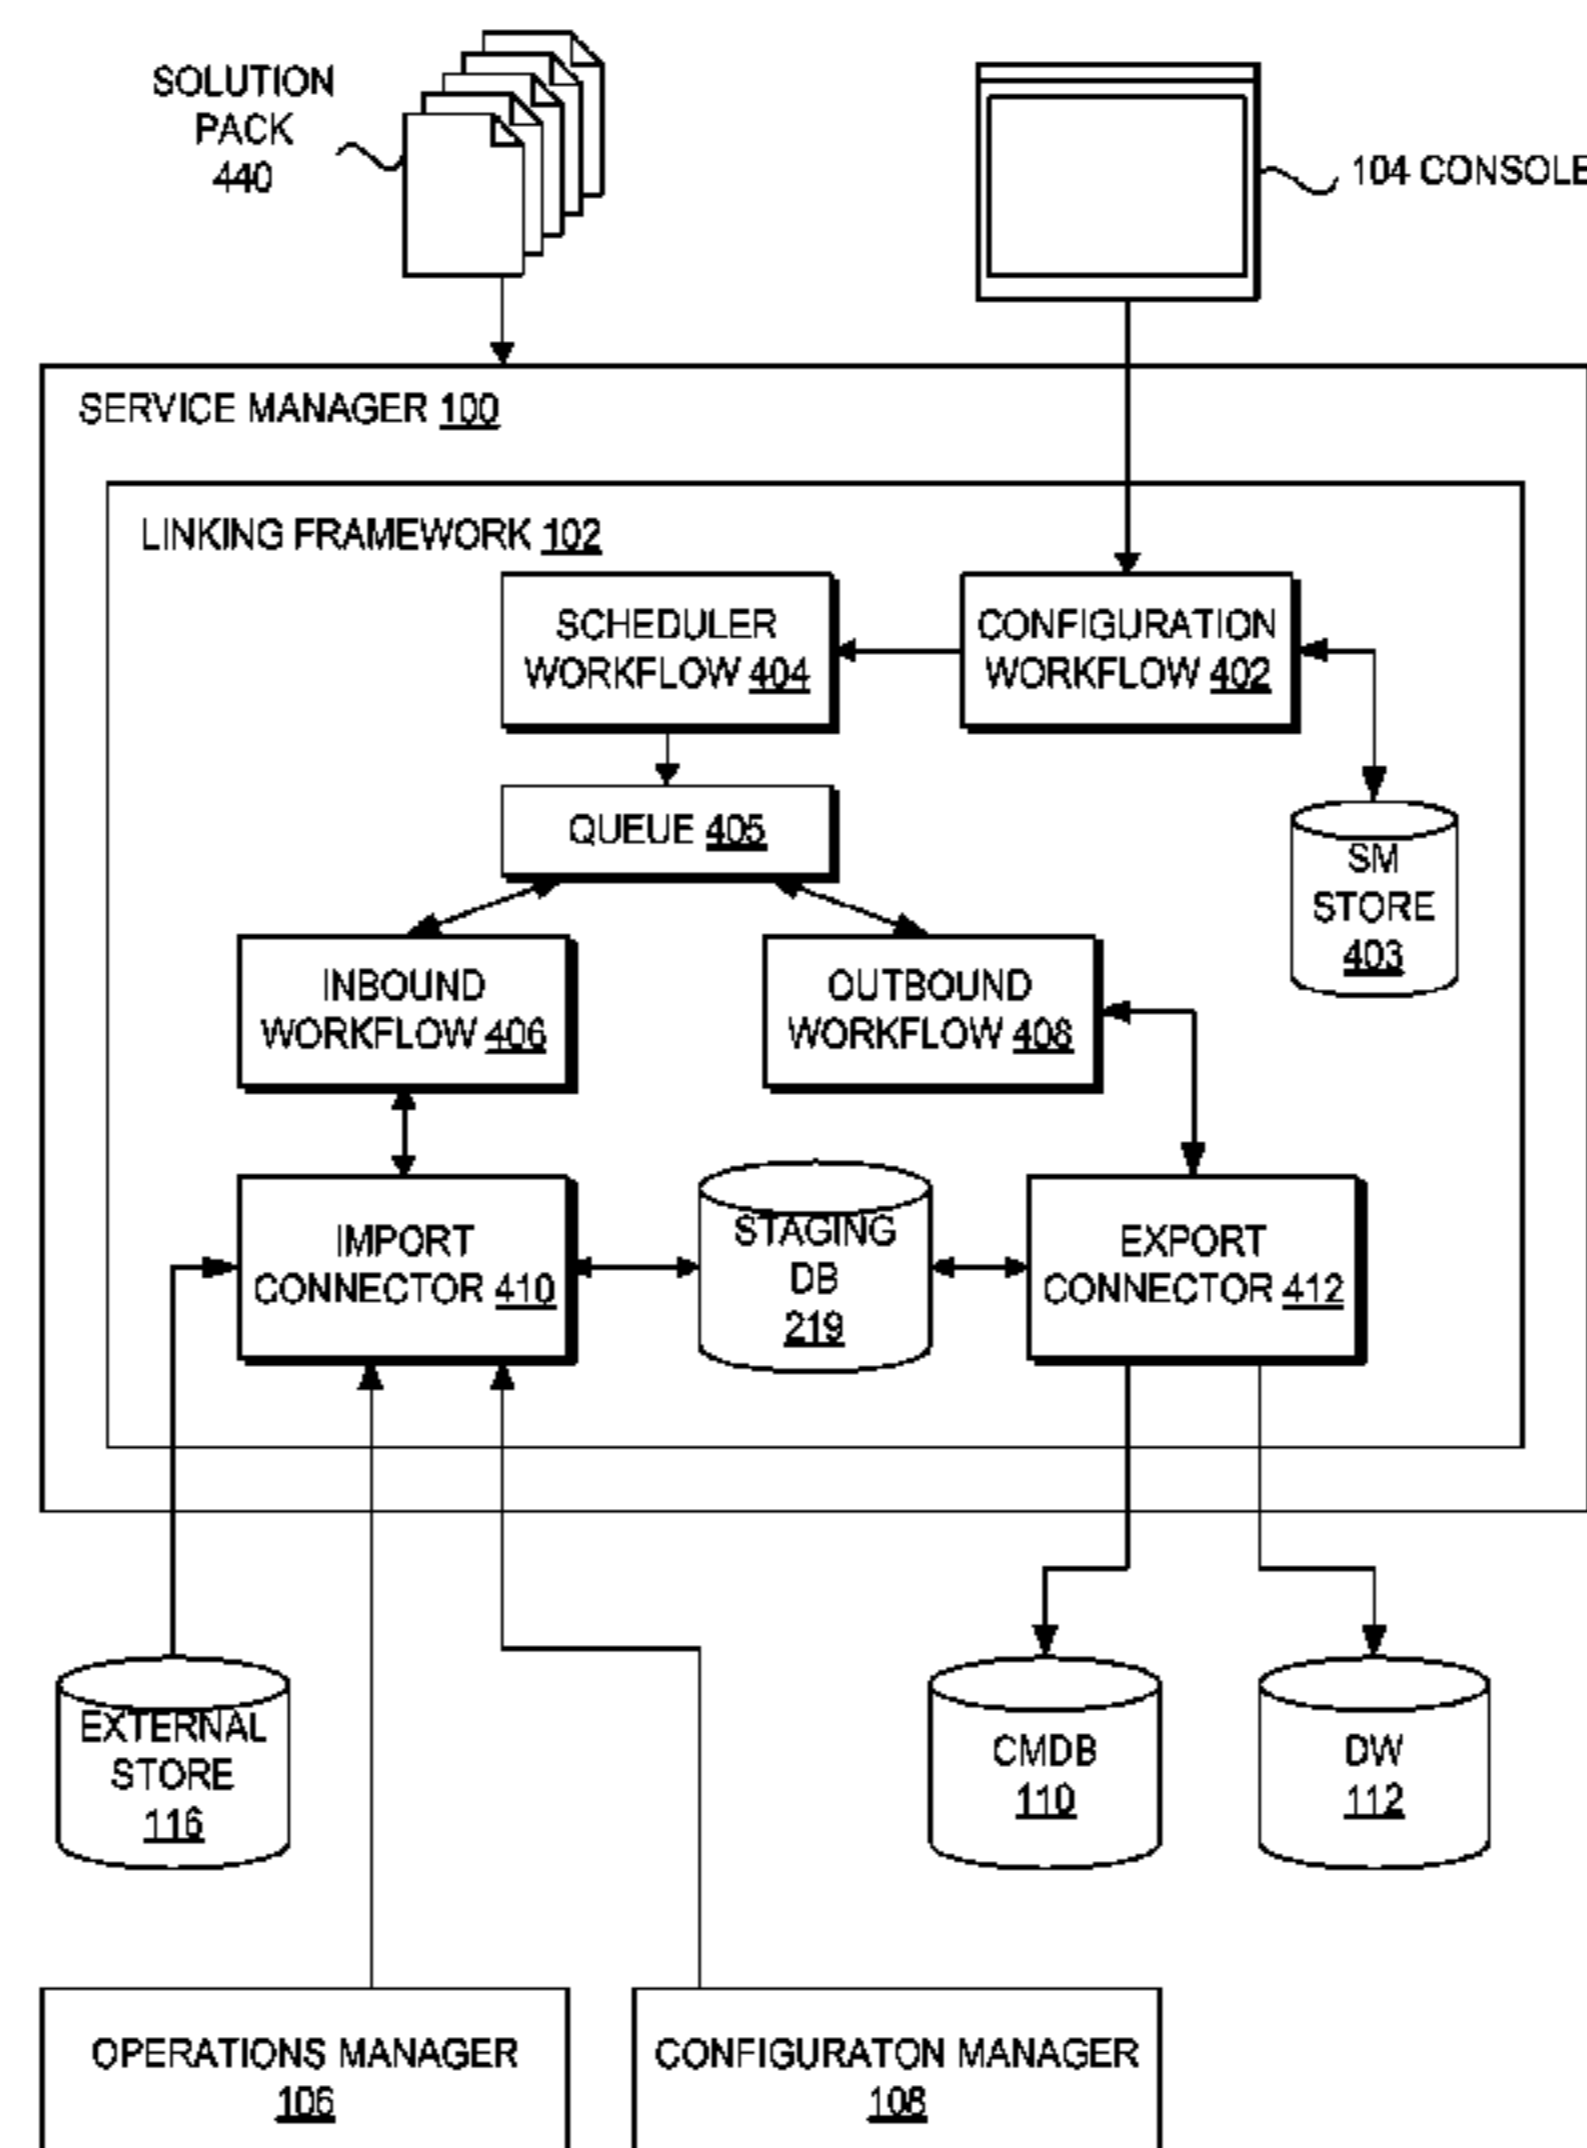 SOLUTION
PACK
440
104 CONSOLE
SERVICE MANAGER 100
LINKING FRAMEWORK 102
SCHEDULER
WORKFLOW 404
CONFIGURATION
WORKFLOW 402
QUEUE 405
SM
STORE
403
INBOUND
WORKFLOW 406
OUTBOUND
WORKFLOW 408
IMPORT
CONNECTOR 410
STAGING
DB
219
EXPORT
CONNECTOR 412
EXTERNAL
STORE
116
CMDB
110
DW
112
OPERATIONS MANAGER
106
CONFIGURATON MANAGER
108